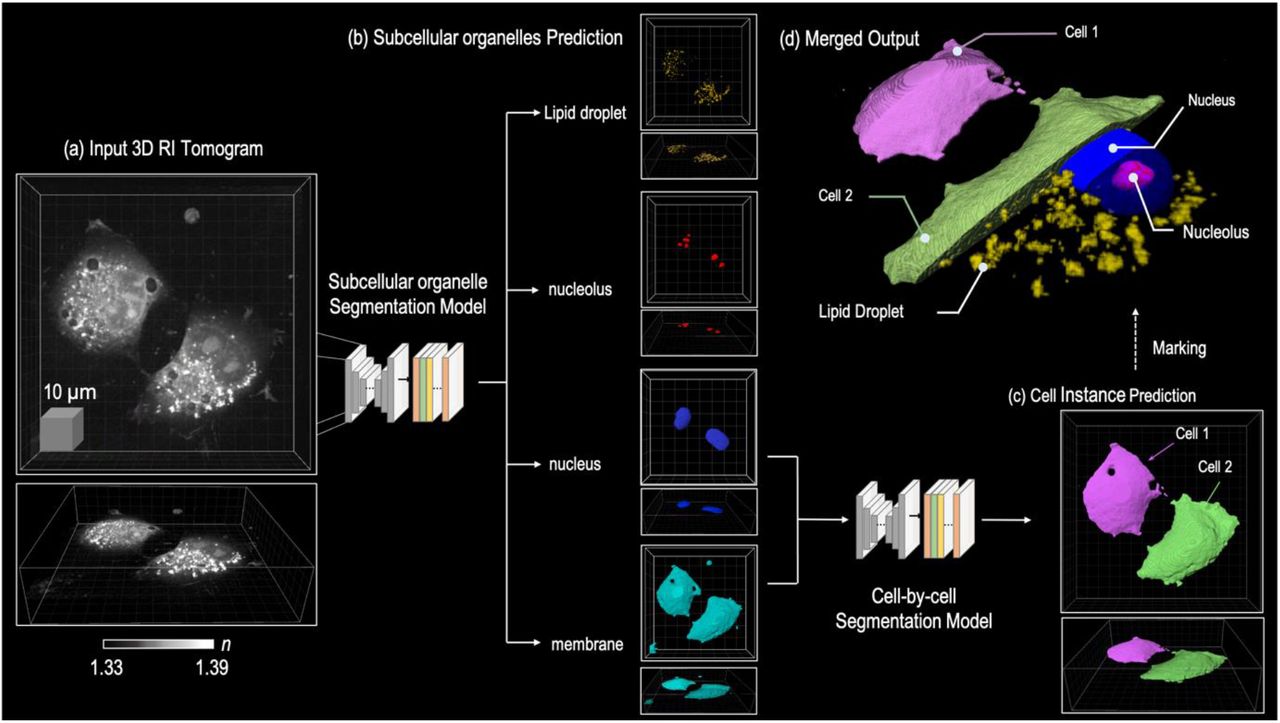 (b) Subcellular organelles Prediction
(d) Merged Output
Cell 1
Nucleus
Lipid droplet
(a) Input 3D RI Tomogram
Cell 2
Nucleolus
Subcellular organelle
Segmentation Model
nucleolus
Lipid Droplet
Marking
10 μm
(c) Cell Instance Prediction
Cell 1
Cell 2
nucleus
Cell-by-cell
Segmentation Model
membrane
n
1.33
1.39